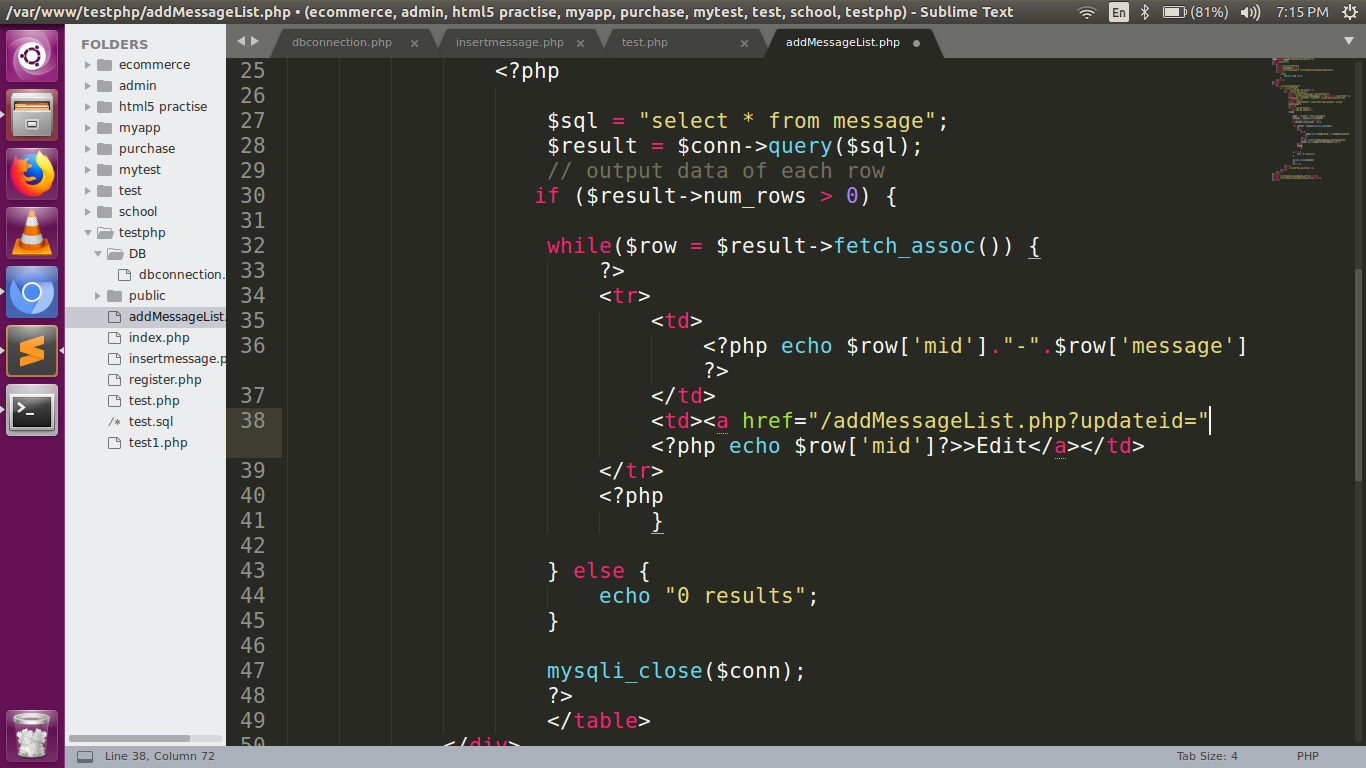 /var/www/testphp/addMessageList.php • (ecommerce, admin, html5 practise, myapp, purchase, mytest, test, school, testphp) - Sublime Text
En (81%) 7:15 PM
FOLDERS
ecommerce
admin
html5 practise
myapp
purchase
mytest
test
school
testphp
DB
dbconnection.
public
addMessageList.
index.php
insertmessage.p
register.php
test.php
/* test.sql
test1.php
dbconnection.php × insertmessage.php × test.php × addMessageList.php
25 <?php
26
27 $sql = "select * from message";
28 $result = $conn->query($sql);
29 // output data of each row
30 if ($result->num_rows > 0) {
31
32 while($row = $result->fetch_assoc()) {
33 ?>
34 <tr>
35 <td>
36 <?php echo $row['mid']."-".$row['message']
?>
37 </td>
38 <td><a href="/addMessageList.php?updateid="
<?php echo $row['mid']?>>Edit</a></td>
39 </tr>
40 <?php
41 }
42
43 } else {
44 echo "0 results";
45 }
46
47 mysqli_close($conn);
48 ?>
49 </table>
50 </div>
Line 38, Column 72 Tab Size: 4 PHP